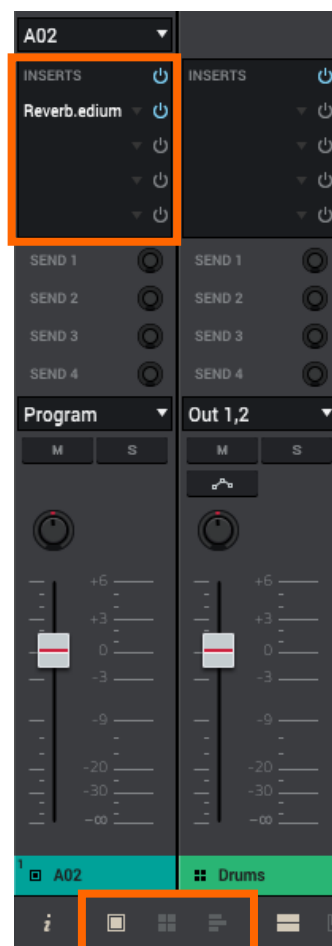 A02
INSERTS INSERTS
Reverb.edium
SEND 1 SEND 1
SEND 2 SEND 2
SEND 3 SEND 3
SEND 4 SEND 4
Program Out 1,2
M S M S
+6 +6
+3 +3
0 0
-3 -3
-9 -9
-20 -20
-30 -30
-∞ -∞
1 A02 Drums
i